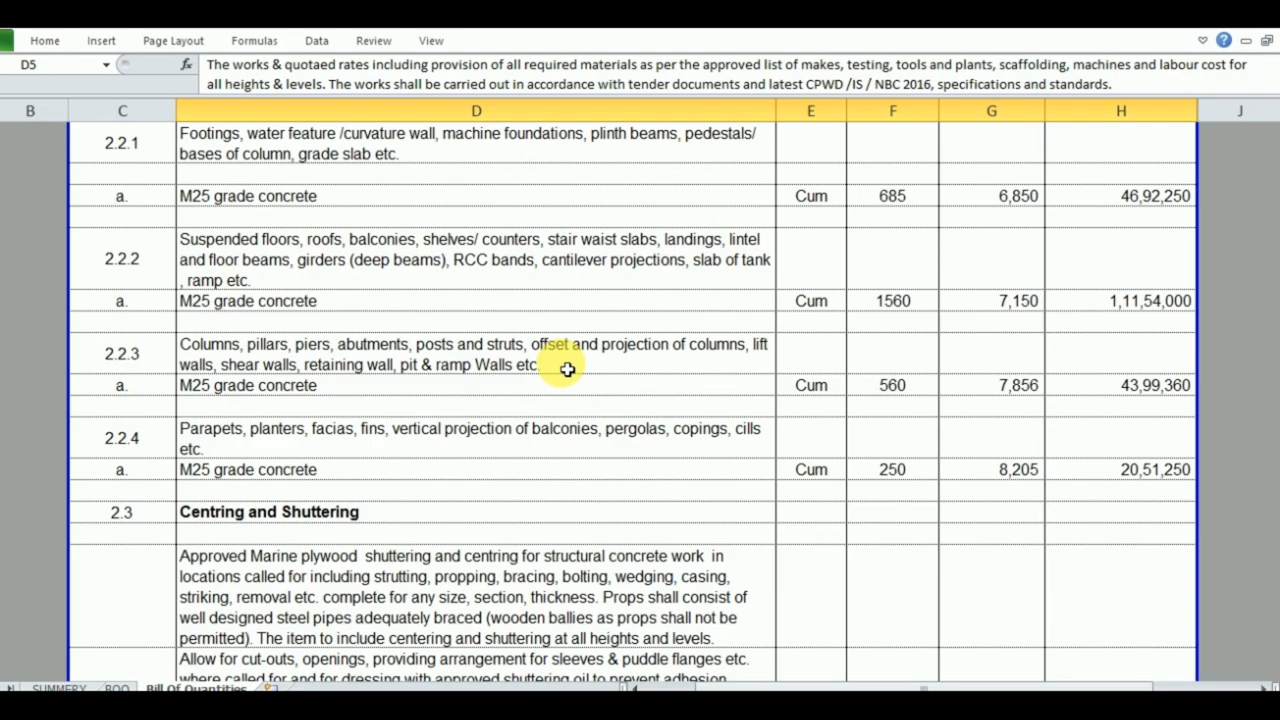 Home Insert Page Layout Formulas Data Review View
D5 fx The works & quotaed rates including provision of all required materials as per the approved list of makes, testing, tools and plants, scaffolding, machines and labour cost for
all heights & levels. The works shall be carried out in accordance with tender documents and latest CPWD /IS / NBC 2016, specifications and standards.
B C D E F G H J
2.2.1 Footings, water feature /curvature wall, machine foundations, plinth beams, pedestals/
bases of column, grade slab etc.
a. M25 grade concrete Cum 685 6,850 46,92,250
2.2.2 Suspended floors, roofs, balconies, shelves/ counters, stair waist slabs, landings, lintel
and floor beams, girders (deep beams), RCC bands, cantilever projections, slab of tank
, ramp etc.
a. M25 grade concrete Cum 1560 7,150 1,11,54,000
2.2.3 Columns, pillars, piers, abutments, posts and struts, offset and projection of columns, lift
walls, shear walls, retaining wall, pit & ramp Walls etc.
a. M25 grade concrete Cum 560 7,856 43,99,360
2.2.4 Parapets, planters, facias, fins, vertical projection of balconies, pergolas, copings, cills
etc.
a. M25 grade concrete Cum 250 8,205 20,51,250
2.3 Centring and Shuttering
Approved Marine plywood shuttering and centring for structural concrete work in
locations called for including strutting, propping, bracing, bolting, wedging, casing,
striking, removal etc. complete for any size, section, thickness. Props shall consist of
well designed steel pipes adequately braced (wooden ballies as props shall not be
permitted). The item to include centering and shuttering at all heights and levels.
Allow for cut-outs, openings, providing arrangement for sleeves & puddle flanges etc.
where called for and for dressing with approved shuttering oil to prevent adhesion
SUMMERY BOQ Bill Of Quantities